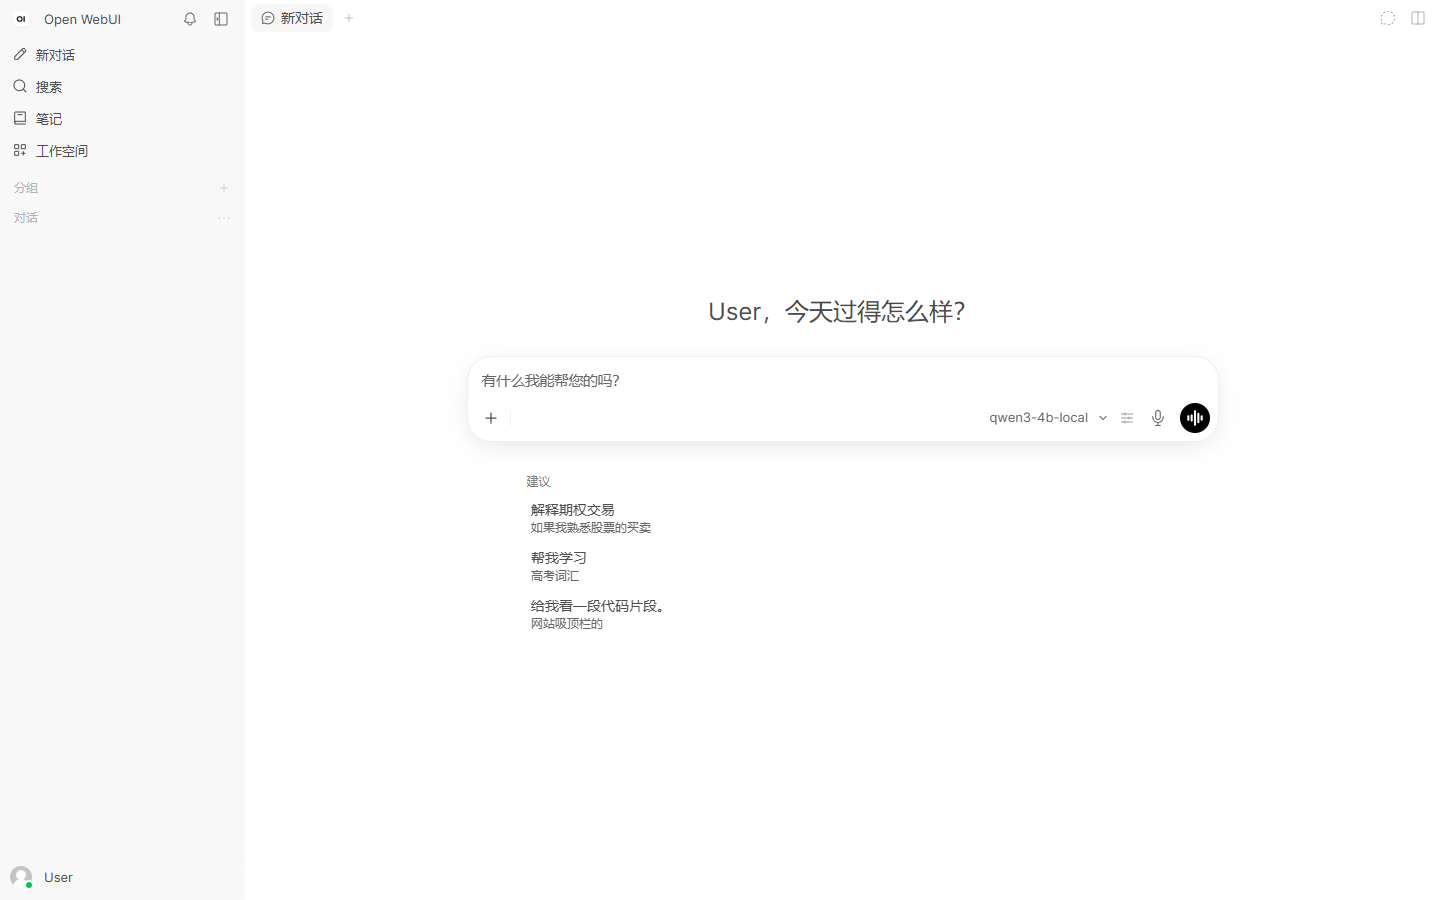 OI Open WebUI
新对话
搜索
笔记
工作空间
分组
对话
User
新对话
User，今天过得怎么样？
有什么我能帮您的吗？
qwen3-4b-local
建议
解释期权交易
如果我熟悉股票的买卖
帮我学习
高考词汇
给我看一段代码片段。
网站吸顶栏的